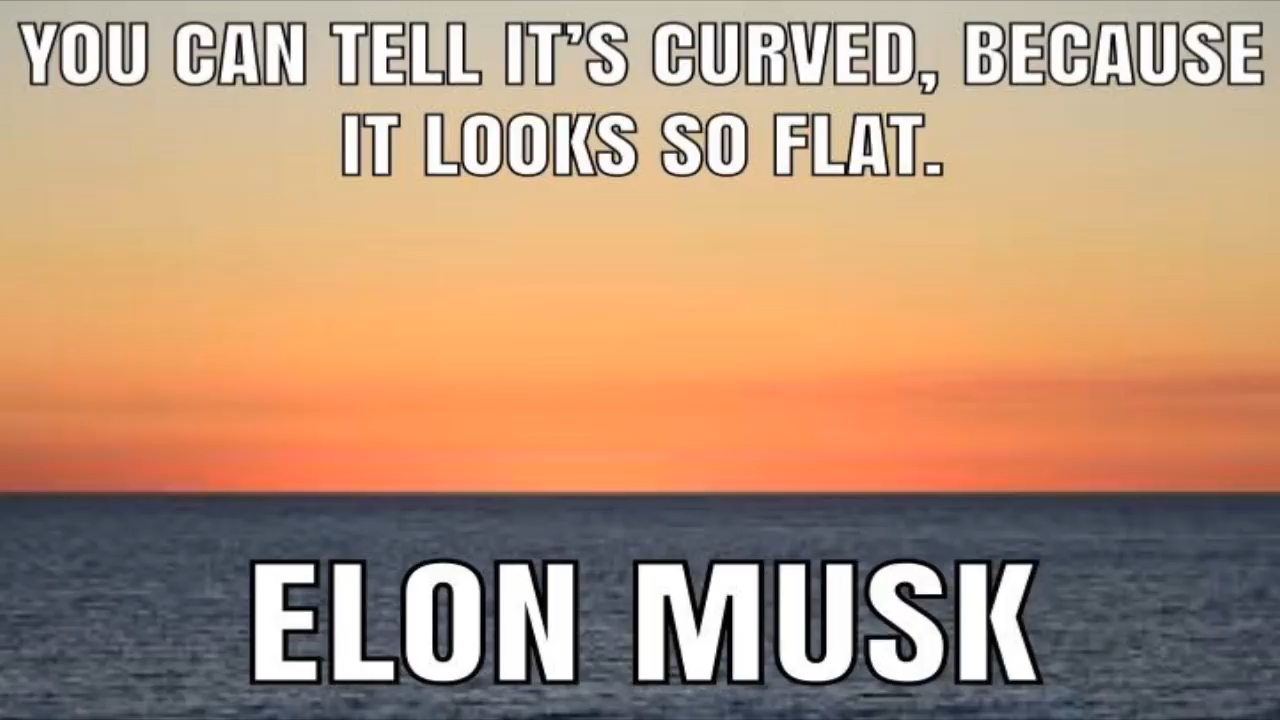 YOU CAN TELL IT’S CURVED, BECAUSE
IT LOOKS SO FLAT.
ELON MUSK